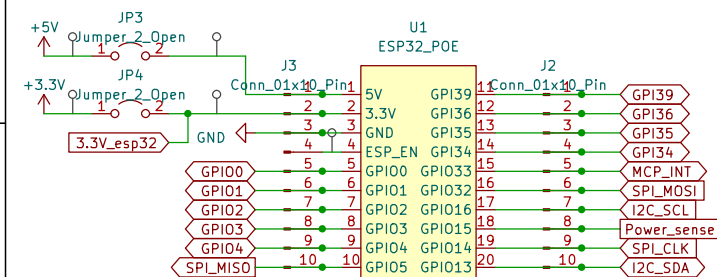 JP3
+5V
Jumper_2_Open
1 2
U1
ESP32_POE
JP4
+3.3V
Jumper_2_Open
1 2
J3
Conn_01x10_Pin
J2
Conn_01x10_Pin
3.3V_esp32
GND
1 1 5V GPI39 11 1 GPI39
2 2 3.3V GPI36 12 2 GPI36
3 3 GND GPI35 13 3 GPI35
4 4 ESP_EN GPI34 14 4 GPI34
GPIO0 5 5 GPIO0 GPIO33 15 5 MCP_INT
GPIO1 6 6 GPIO1 GPIO32 16 6 SPI_MOSI
GPIO2 7 7 GPIO2 GPIO16 17 7 I2C_SCL
GPIO3 8 8 GPIO3 GPIO15 18 8 Power_sense
GPIO4 9 9 GPIO4 GPIO14 19 9 SPI_CLK
SPI_MISO 10 10 GPIO5 GPIO13 20 10 I2C_SDA